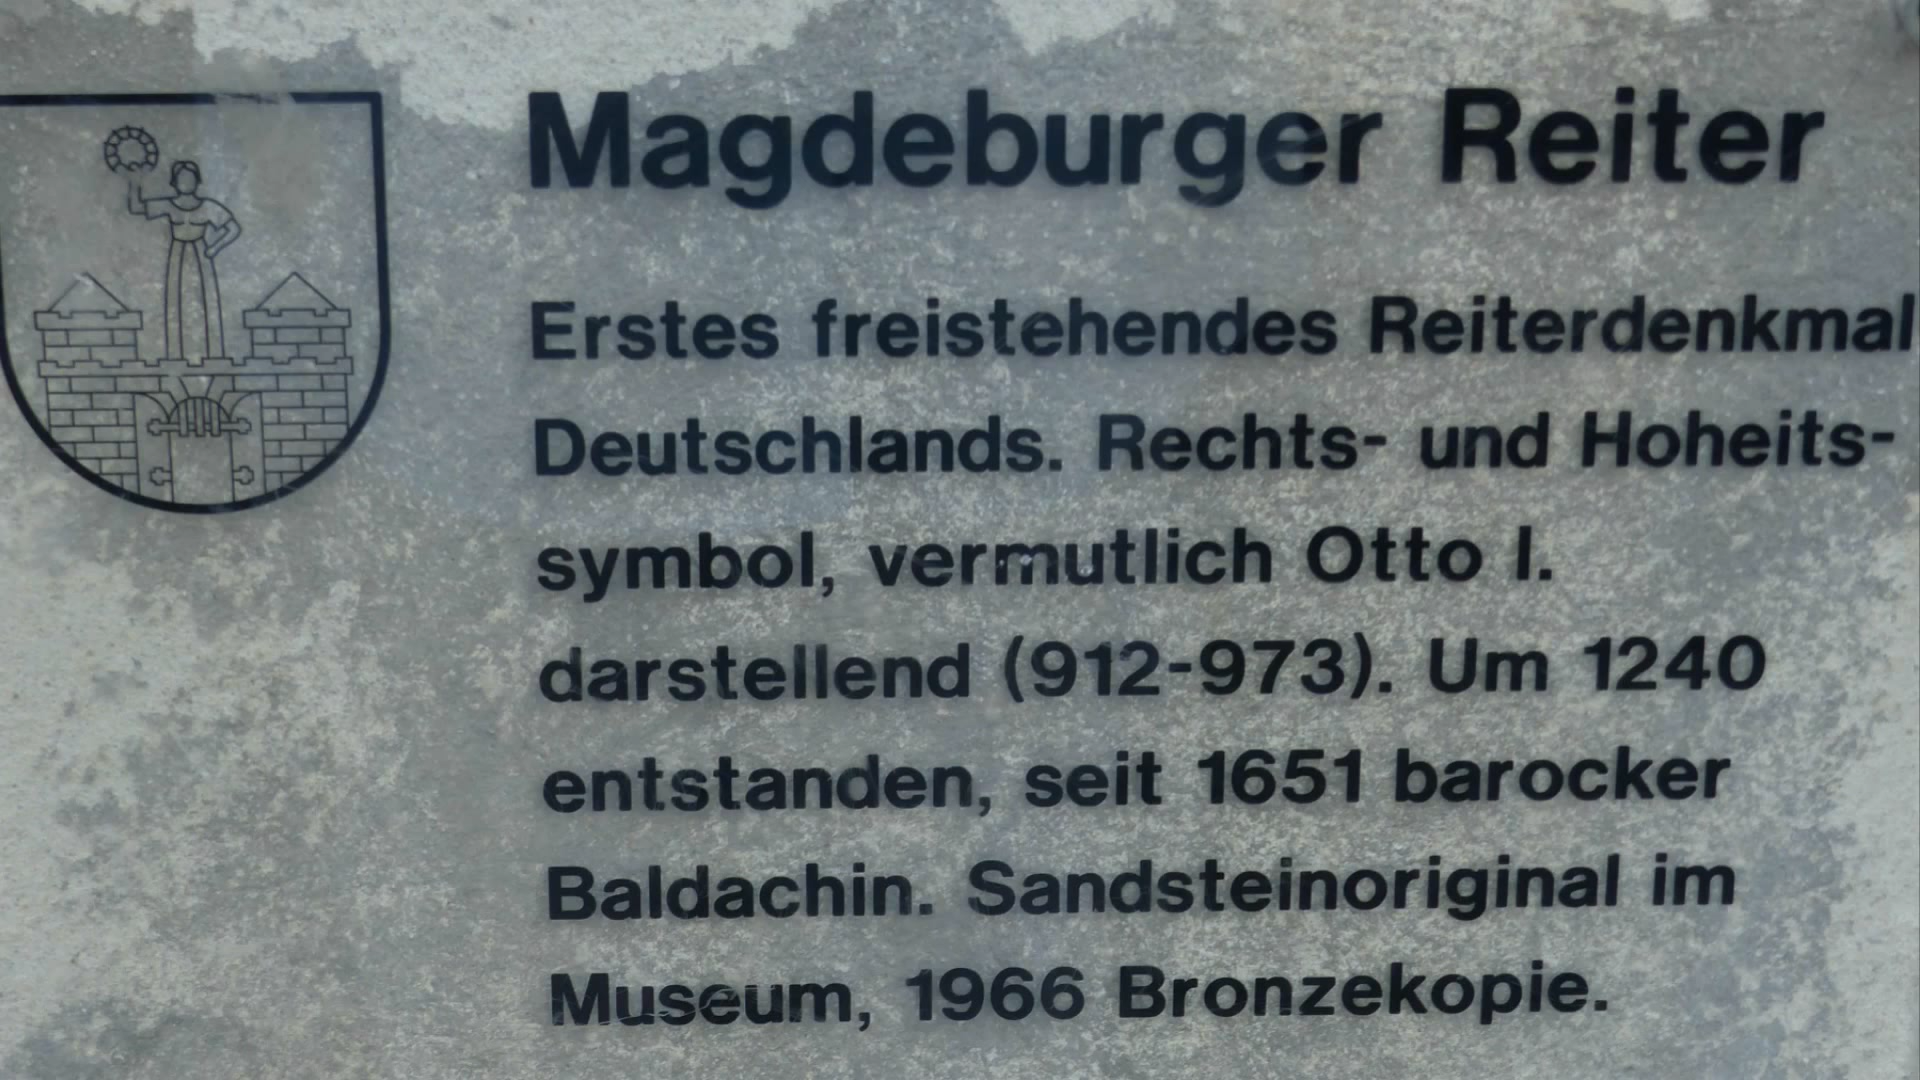 Magdeburger Reiter
Erstes freistehendes Reiterdenkmal
Deutschlands. Rechts- und Hoheits-
symbol, vermutlich Otto I.
darstellend (912-973). Um 1240
entstanden, seit 1651 barocker
Baldachin. Sandsteinoriginal im
Museum, 1966 Bronzekopie.